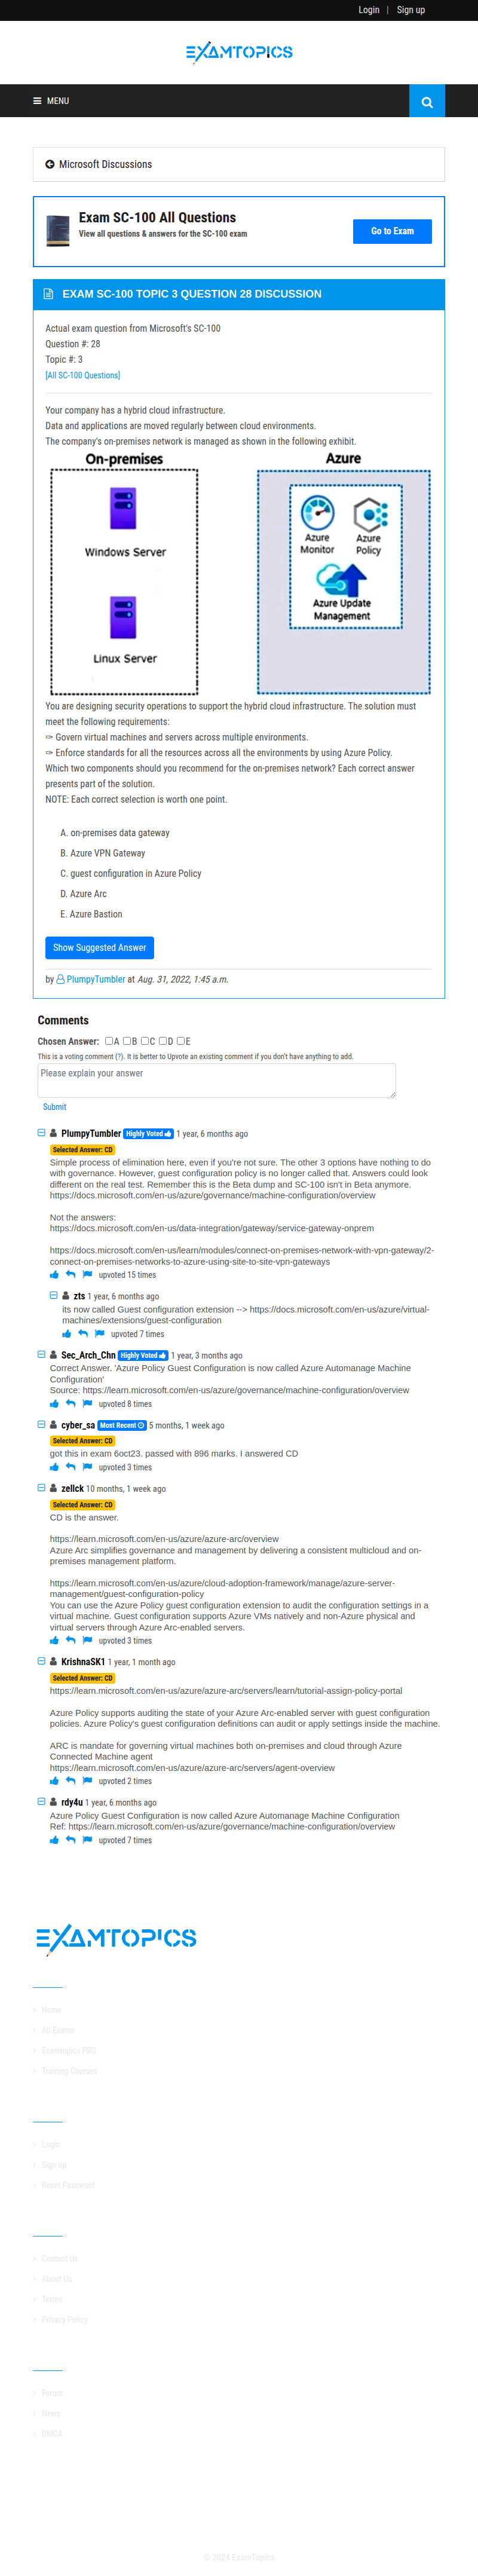 Login | Sign up
EXAMTOPICS
MENU
Microsoft Discussions
Exam SC-100 All Questions
View all questions & answers for the SC-100 exam
Go to Exam
EXAM SC-100 TOPIC 3 QUESTION 28 DISCUSSION
Actual exam question from Microsoft's SC-100
Question #: 28
Topic #: 3
[All SC-100 Questions]
Your company has a hybrid cloud infrastructure.
Data and applications are moved regularly between cloud environments.
The company's on-premises network is managed as shown in the following exhibit.
On-premises
Azure
Windows Server
Azure Monitor
Azure Policy
Azure Update Management
Linux Server
You are designing security operations to support the hybrid cloud infrastructure. The solution must
meet the following requirements:
✑ Govern virtual machines and servers across multiple environments.
✑ Enforce standards for all the resources across all the environments by using Azure Policy.
Which two components should you recommend for the on-premises network? Each correct answer
presents part of the solution.
NOTE: Each correct selection is worth one point.
A. on-premises data gateway
B. Azure VPN Gateway
C. guest configuration in Azure Policy
D. Azure Arc
E. Azure Bastion
Show Suggested Answer
by PlumpyTumbler at Aug. 31, 2022, 1:45 a.m.
Comments
Chosen Answer: A B C D E
This is a voting comment (?). It is better to Upvote an existing comment if you don't have anything to add.
Please explain your answer
Submit
PlumpyTumbler Highly Voted 1 year, 6 months ago
Selected Answer: CD
Simple process of elimination here, even if you're not sure. The other 3 options have nothing to do
with governance. However, guest configuration policy is no longer called that. Answers could look
different on the real test. Remember this is the Beta dump and SC-100 isn't in Beta anymore.
https://docs.microsoft.com/en-us/azure/governance/machine-configuration/overview
Not the answers:
https://docs.microsoft.com/en-us/data-integration/gateway/service-gateway-onprem
https://docs.microsoft.com/en-us/learn/modules/connect-on-premises-network-with-vpn-gateway/2-
connect-on-premises-networks-to-azure-using-site-to-site-vpn-gateways
upvoted 15 times
zts 1 year, 6 months ago
its now called Guest configuration extension --> https://docs.microsoft.com/en-us/azure/virtual-
machines/extensions/guest-configuration
upvoted 7 times
Sec_Arch_Chn Highly Voted 1 year, 3 months ago
Correct Answer. 'Azure Policy Guest Configuration is now called Azure Automanage Machine
Configuration'
Source: https://learn.microsoft.com/en-us/azure/governance/machine-configuration/overview
upvoted 8 times
cyber_sa Most Recent 5 months, 1 week ago
Selected Answer: CD
got this in exam 6oct23. passed with 896 marks. I answered CD
upvoted 3 times
zellck 10 months, 1 week ago
Selected Answer: CD
CD is the answer.
https://learn.microsoft.com/en-us/azure/azure-arc/overview
Azure Arc simplifies governance and management by delivering a consistent multicloud and on-
premises management platform.
https://learn.microsoft.com/en-us/azure/cloud-adoption-framework/manage/azure-server-
management/guest-configuration-policy
You can use the Azure Policy guest configuration extension to audit the configuration settings in a
virtual machine. Guest configuration supports Azure VMs natively and non-Azure physical and
virtual servers through Azure Arc-enabled servers.
upvoted 3 times
KrishnaSK1 1 year, 1 month ago
Selected Answer: CD
https://learn.microsoft.com/en-us/azure/azure-arc/servers/learn/tutorial-assign-policy-portal
Azure Policy supports auditing the state of your Azure Arc-enabled server with guest configuration
policies. Azure Policy's guest configuration definitions can audit or apply settings inside the machine.
ARC is mandate for governing virtual machines both on-premises and cloud through Azure
Connected Machine agent
https://learn.microsoft.com/en-us/azure/azure-arc/servers/agent-overview
upvoted 2 times
rdy4u 1 year, 6 months ago
Azure Policy Guest Configuration is now called Azure Automanage Machine Configuration
Ref: https://learn.microsoft.com/en-us/azure/governance/machine-configuration/overview
upvoted 7 times
EXAMTOPICS
Home
All Exams
Examtopics PRO
Training Courses
Login
Sign up
Reset Password
Contact Us
About Us
Terms
Privacy Policy
Forum
News
DMCA
© 2024 ExamTopics